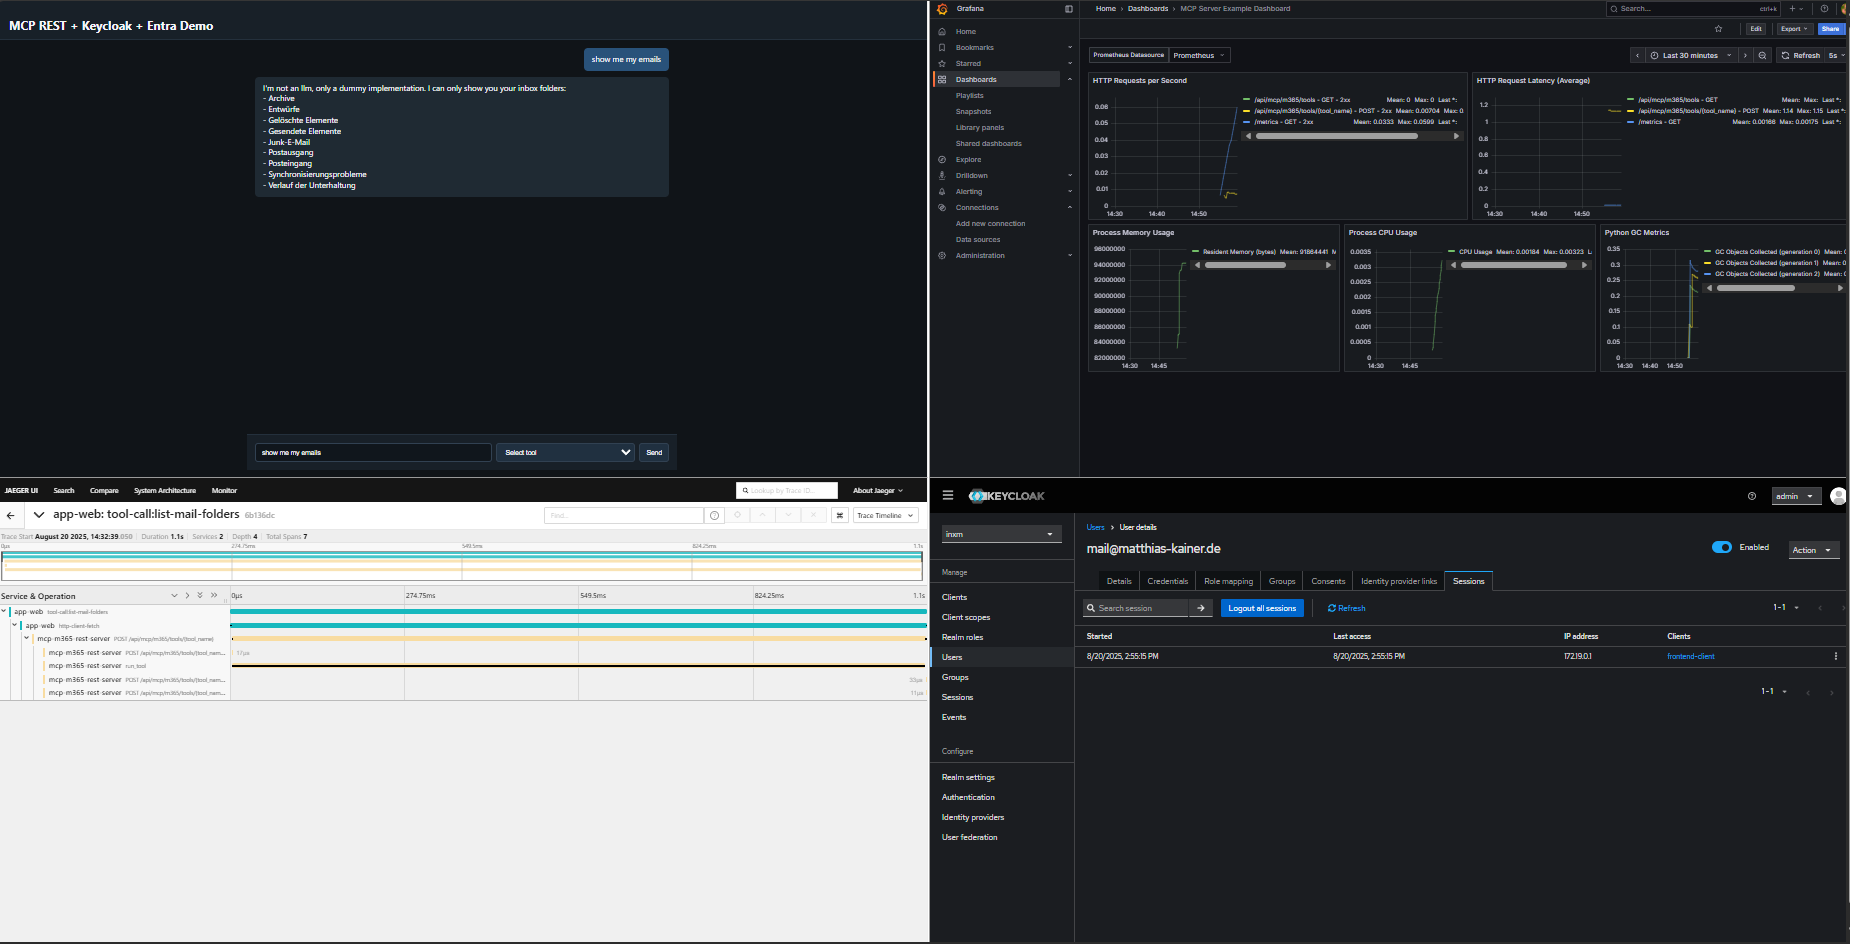 MCP REST + Keycloak + Entra Demo
show me my emails
I'm not an llm, only a dummy implementation. I can only show you your inbox folders:
- Archive
- Entwürfe
- Gelöschte Elemente
- Gesendete Elemente
- Junk-E-Mail
- Postausgang
- Posteingang
- Synchronisierungsprobleme
- Verlauf der Unterhaltung
show me my emails
Select tool
Send
Grafana
Home
Bookmarks
Starred
Dashboards
Playlists
Snapshots
Library panels
Shared dashboards
Explore
Drilldown
Alerting
Connections
Add new connection
Data sources
Administration
Home › Dashboards › MCP Server Example Dashboard
Search...
ctrl+k
Edit
Export
Share
Prometheus Datasource
Prometheus
Last 30 minutes
Refresh
5s
HTTP Requests per Second
0.06
0.05
0.04
0.03
0.02
0.01
0
14:30 14:40 14:50
/api/mcp/m365/tools - GET - 2xx Mean: 0 Max: 0 Last *:
/api/mcp/m365/tools/{tool_name} - POST - 2xx Mean: 0.00704 Max: 0
/metrics - GET - 2xx Mean: 0.0333 Max: 0.0599 Last *:
HTTP Request Latency (Average)
1.2
1
0.8
0.6
0.4
0.2
0
14:30 14:40 14:50
/api/mcp/m365/tools - GET Mean: Max: Last *:
/api/mcp/m365/tools/{tool_name} - POST Mean: 1.14 Max: 1.15 Last *:
/metrics - GET Mean: 0.00166 Max: 0.00175 Last *:
Process Memory Usage
96000000
94000000
92000000
90000000
88000000
86000000
84000000
82000000
14:30 14:45
Resident Memory (bytes) Mean: 91864441
Process CPU Usage
0.0035
0.003
0.0025
0.002
0.0015
0.001
0.0005
0
14:30 14:45
CPU Usage Mean: 0.00184 Max: 0.00323 L
Python GC Metrics
0.35
0.3
0.25
0.2
0.15
0.1
0.05
0
14:30 14:40 14:50
GC Objects Collected (generation 0) Mean:
GC Objects Collected (generation 1) Mean: 0
GC Objects Collected (generation 2) Mean:
JAEGER UI Search Compare System Architecture Monitor
Lookup by Trace ID...
About Jaeger
app-web: tool-call:list-mail-folders 6b136dc
Find...
Trace Timeline
Trace Start August 20 2025, 14:32:39.050 Duration 1.1s Services 2 Depth 4 Total Spans 7
0μs 274.75ms 549.5ms 824.25ms 1.1s
Service & Operation
0μs 274.75ms 549.5ms 824.25ms 1.1s
app-web tool-call:list-mail-folders
app-web http-client-fetch
mcp-m365-rest-server POST /api/mcp/m365/tools/{tool_name}
mcp-m365-rest-server POST /api/mcp/m365/tools/{tool_nam... 17μs
mcp-m365-rest-server run_tool
mcp-m365-rest-server POST /api/mcp/m365/tools/{tool_nam...
mcp-m365-rest-server POST /api/mcp/m365/tools/{tool_nam... 11μs
KEYCLOAK
admin
inxm
Manage
Clients
Client scopes
Realm roles
Users
Groups
Sessions
Events
Configure
Realm settings
Authentication
Identity providers
User federation
Users › User details
mail@matthias-kainer.de
Enabled
Action
Details Credentials Role mapping Groups Consents Identity provider links Sessions
Search session
Logout all sessions
Refresh
1-1
Started Last access IP address Clients
8/20/2025, 2:55:15 PM 8/20/2025, 2:55:15 PM 172.19.0.1 frontend-client
1-1